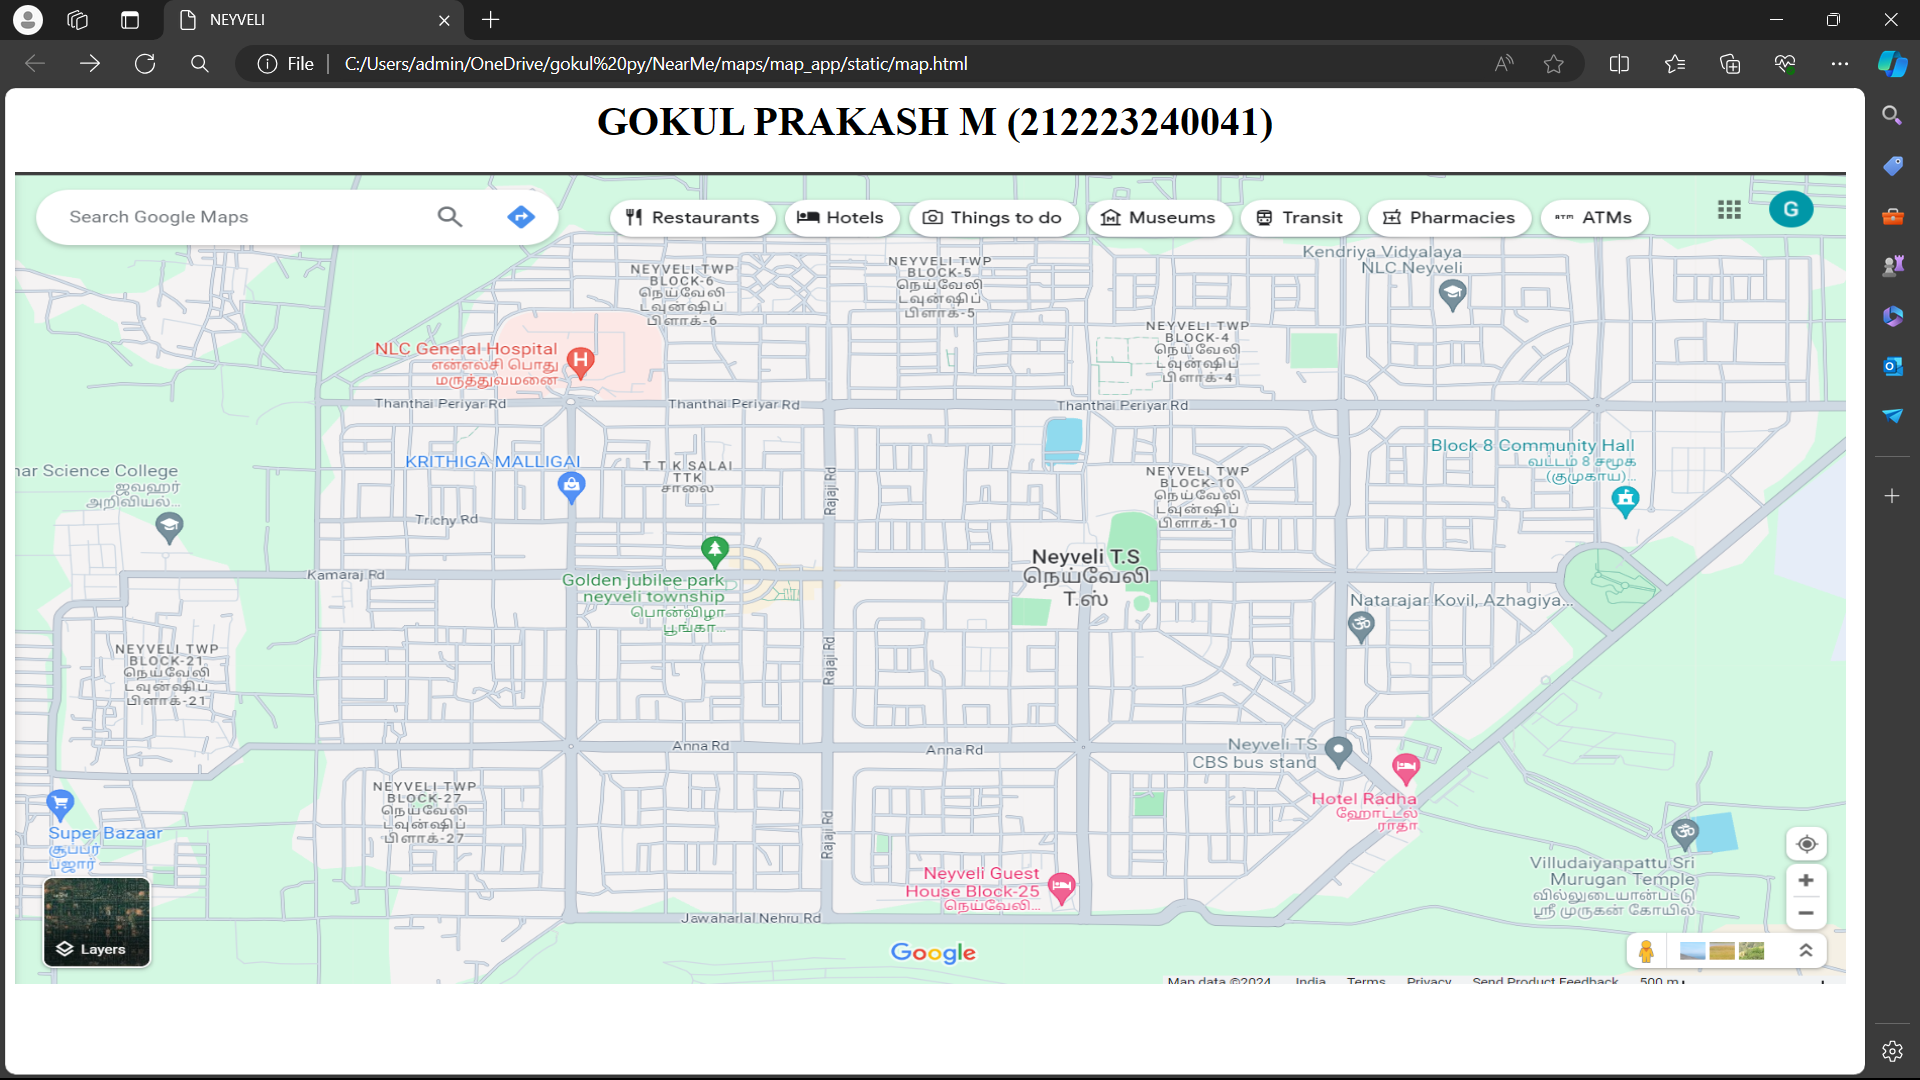 NEYVELI
File
C:/Users/admin/OneDrive/gokul%20py/NearMe/maps/map_app/static/map.html
GOKUL PRAKASH M (212223240041)
Search Google Maps
Restaurants
Hotels
Things to do
Museums
Transit
Pharmacies
ATMs
G
Kendriya Vidyalaya
NLC Neyveli
NEYVELI TWP
BLOCK-6
நெய்வேலி
டவுன்ஷிப்
பிளாக்-6
NEYVELI TWP
BLOCK-5
நெய்வேலி
டவுன்ஷிப்
பிளாக்-5
NEYVELI TWP
BLOCK-4
நெய்வேலி
டவுன்ஷிப்
பிளாக்-4
NLC General Hospital
என்எல்சி பொது
மருத்துவமனை
H
Thanthai Periyar Rd
Thanthai Periyar Rd
Thanthai Periyar Rd
KRITHIGA MALLIGAI
T T K SALAI
TTK
சாலை
Rajaji Rd
NEYVELI TWP
BLOCK-10
நெய்வேலி
டவுன்ஷிப்
பிளாக்-10
Block 8 Community Hall
வட்டம் 8 சமூக
(குமுகாய)...
nar Science College
ஜவஹர்
அறிவியல்...
Trichy Rd
Kamaraj Rd
Golden jubilee park
neyveli township
பொன்விழா
பூங்கா...
Neyveli T.S
நெய்வேலி
T.ஸ்
Natarajar Kovil, Azhagiya...
NEYVELI TWP
BLOCK-21
நெய்வேலி
டவுன்ஷிப்
பிளாக்-21
Rajaji Rd
Anna Rd
Anna Rd
Neyveli TS
CBS bus stand
NEYVELI TWP
BLOCK-27
நெய்வேலி
டவுன்ஷிப்
பிளாக்-27
Hotel Radha
ஹோட்டல்
ராதா
Super Bazaar
சூப்பர்
பஜார்
Rajaji Rd
Neyveli Guest
House Block-25
நெய்வேலி...
Villudaiyanpattu Sri
Murugan Temple
வில்லுடையான்பட்டு
ஸ்ரீ முருகன் கோயில்
Jawaharlal Nehru Rd
Layers
Google
Map data ©2024
India
Terms
Privacy
Send Product Feedback
500 m